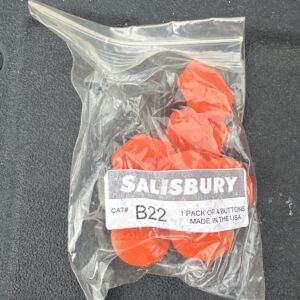 SALISBURY
CAT# B22 1 PACK OF 4 BUTTONS
MADE IN THE USA